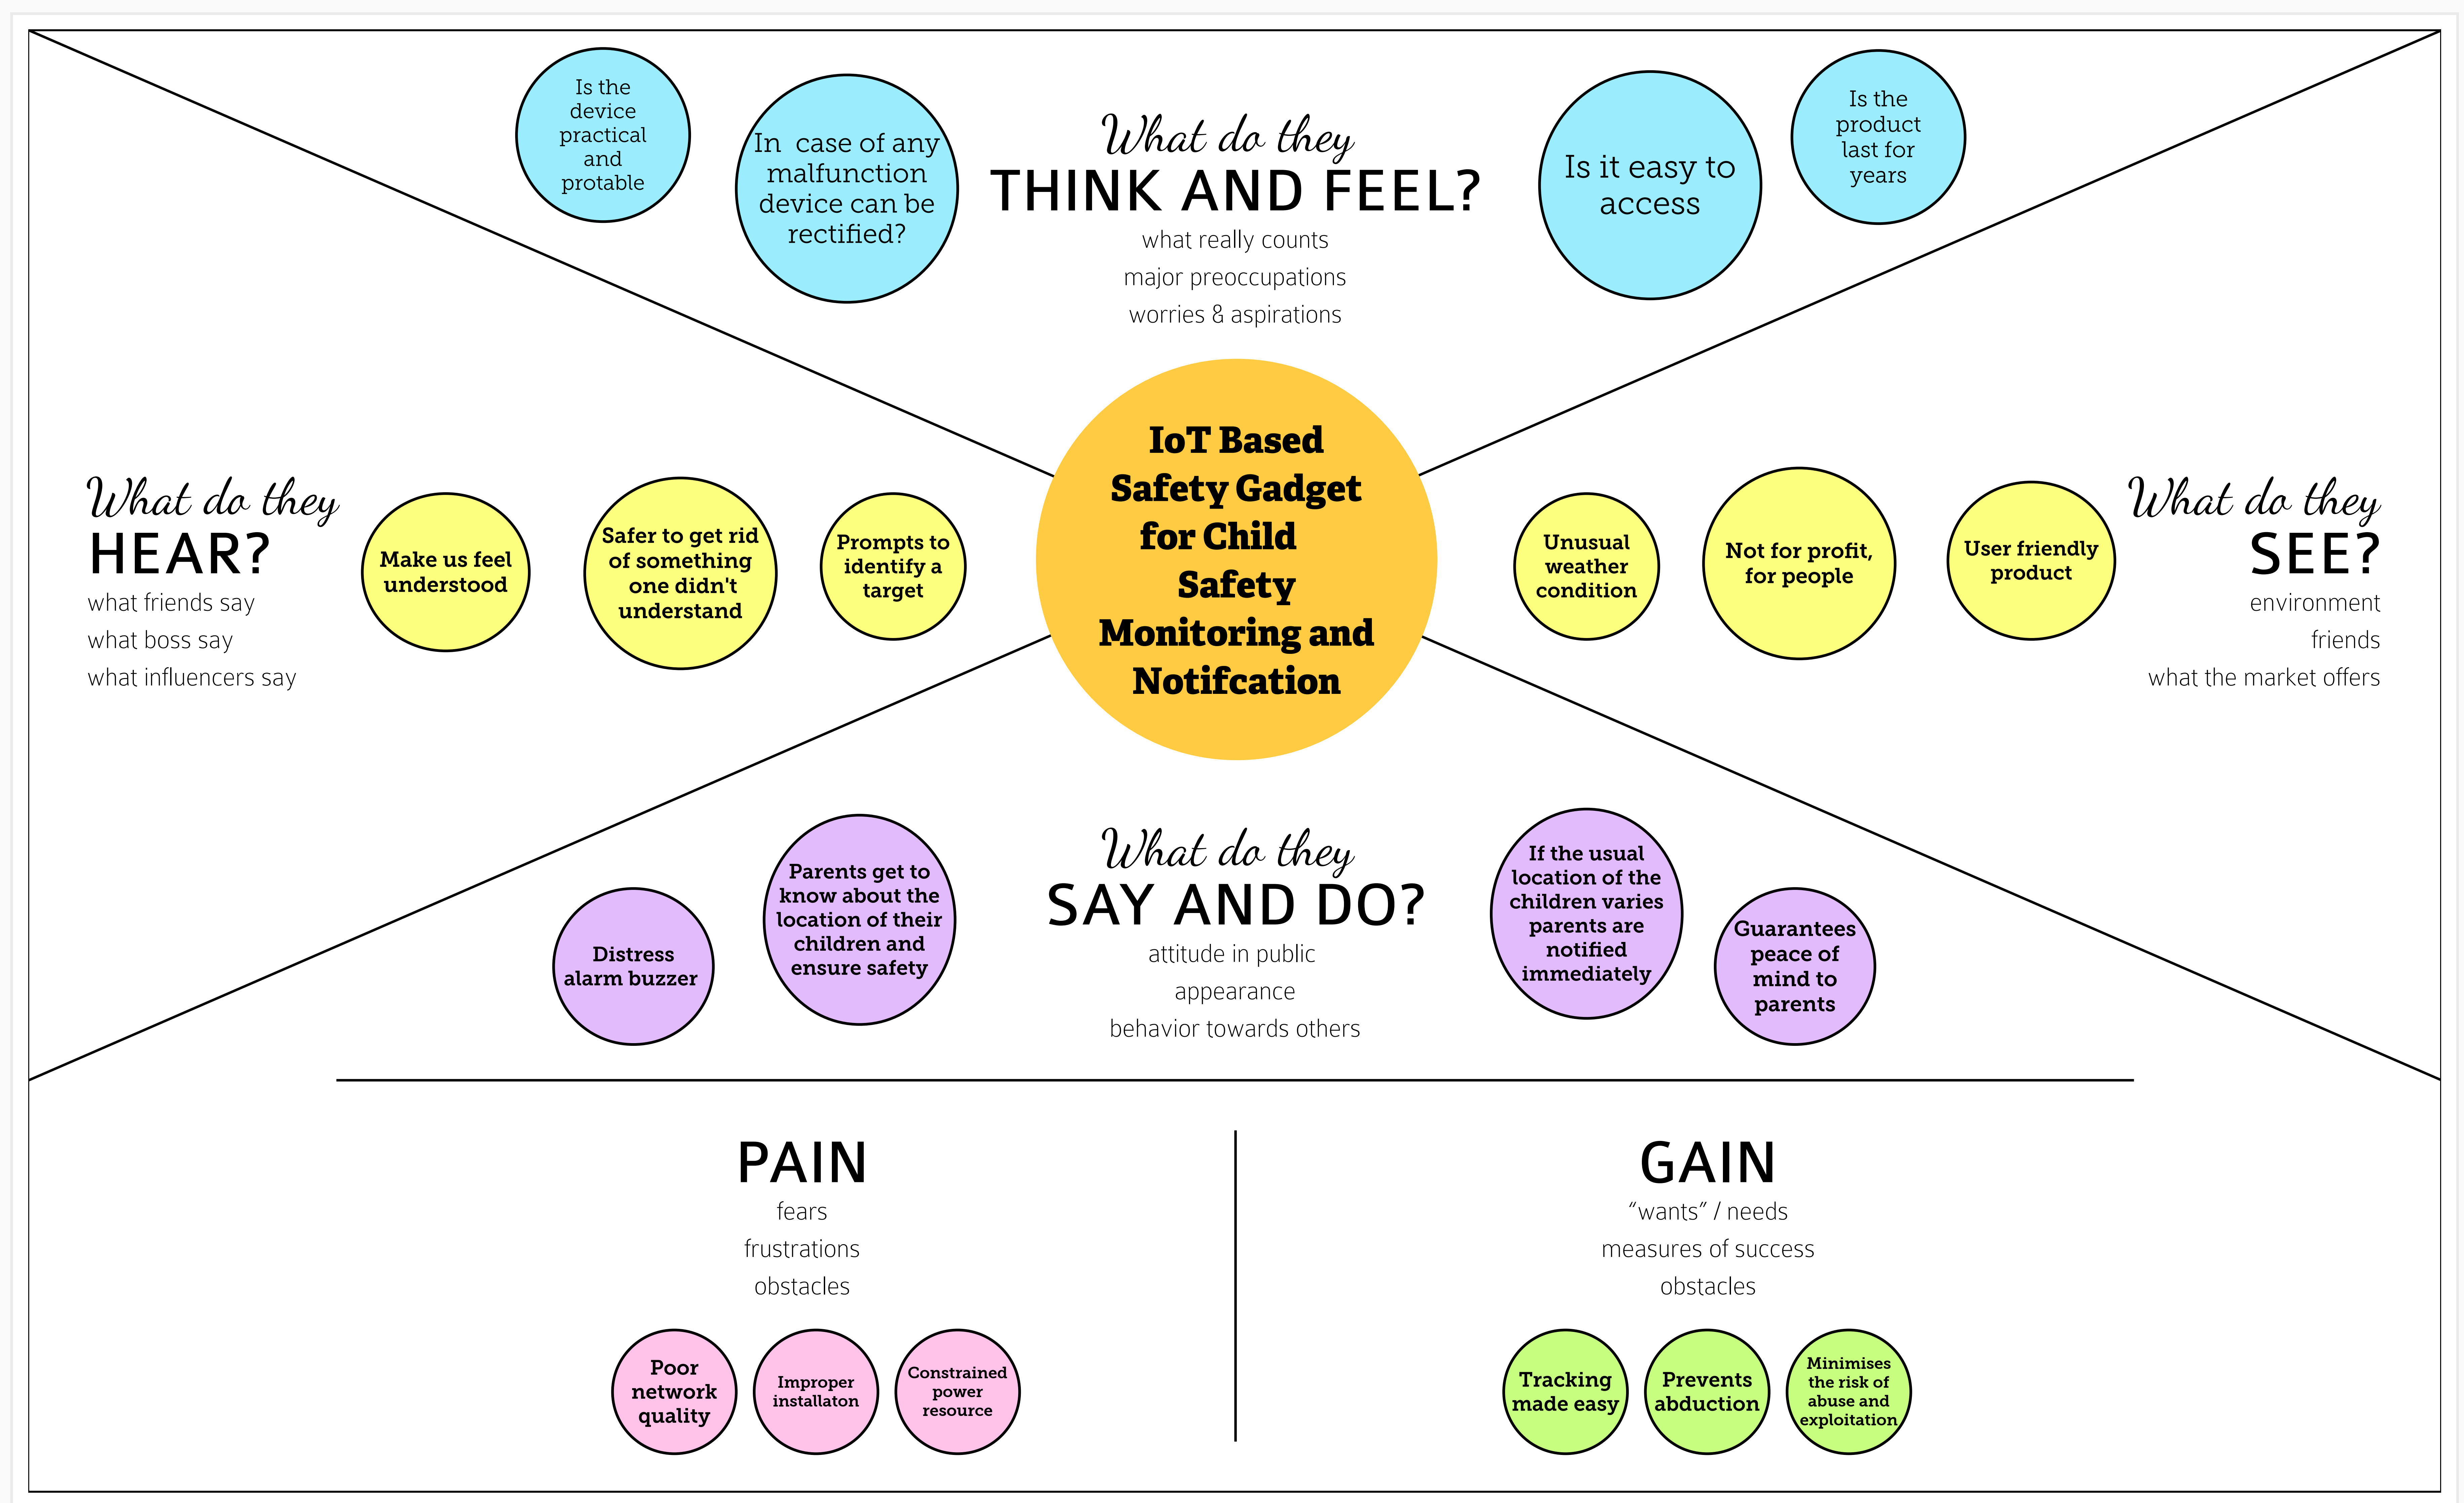 Is the
device
practical
and
protable
In  case of any
malfunction
device can be
rectified?
What do they
THINK AND FEEL?
what really counts
major preoccupations
worries & aspirations
Is it easy to
access
Is the
product
last for
years
What do they
HEAR?
what friends say
what boss say
what influencers say
Make us feel
understood
Safer to get rid
of something
one didn't
understand
Prompts to
identify a
target
IoT Based
Safety Gadget
for Child
Safety
Monitoring and
Notifcation
Unusual
weather
condition
Not for profit,
for people
User friendly
product
What do they
SEE?
environment
friends
what the market offers
Distress
alarm buzzer
Parents get to
know about the
location of their
children and
ensure safety
What do they
SAY AND DO?
attitude in public
appearance
behavior towards others
If the usual
location of the
children varies
parents are
notified
immediately
Guarantees
peace of
mind to
parents
PAIN
fears
frustrations
obstacles
Poor
network
quality
Improper
installaton
Constrained
power
resource
GAIN
“wants” / needs
measures of success
obstacles
Tracking
made easy
Prevents
abduction
Minimises
the risk of
abuse and
exploitation